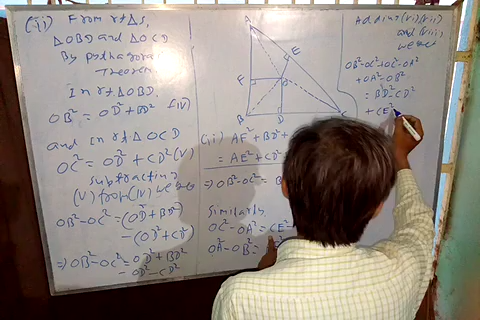 (ii) From rt Δs,
Δ OBD and Δ OCD
By pythagoras
Theorem
In rt Δ OBD.
OB² = OD² + BD² (iv)
and in rt Δ OCD
OC² = OD² + CD² (v)
subtracting
(v) from (iv) we get
OB² - OC² = (OD² + BD²)
- (OD² + CD²)
⇒ OB² - OC² = OD² + BD²
- OD² - CD²
A
E
F
O
B
D
C
(ii) AF² + BD² +
= AE² + CD²
⇒ OB² - OC² = B
Similarly
OC² - OA² = CE²
OA² - OB² =
Adding (vi) (vii)
and (viii),
we get
OB² - OC² + OC² - OA²
+ OA² - OB²
= BD² - CD²
+ CE²